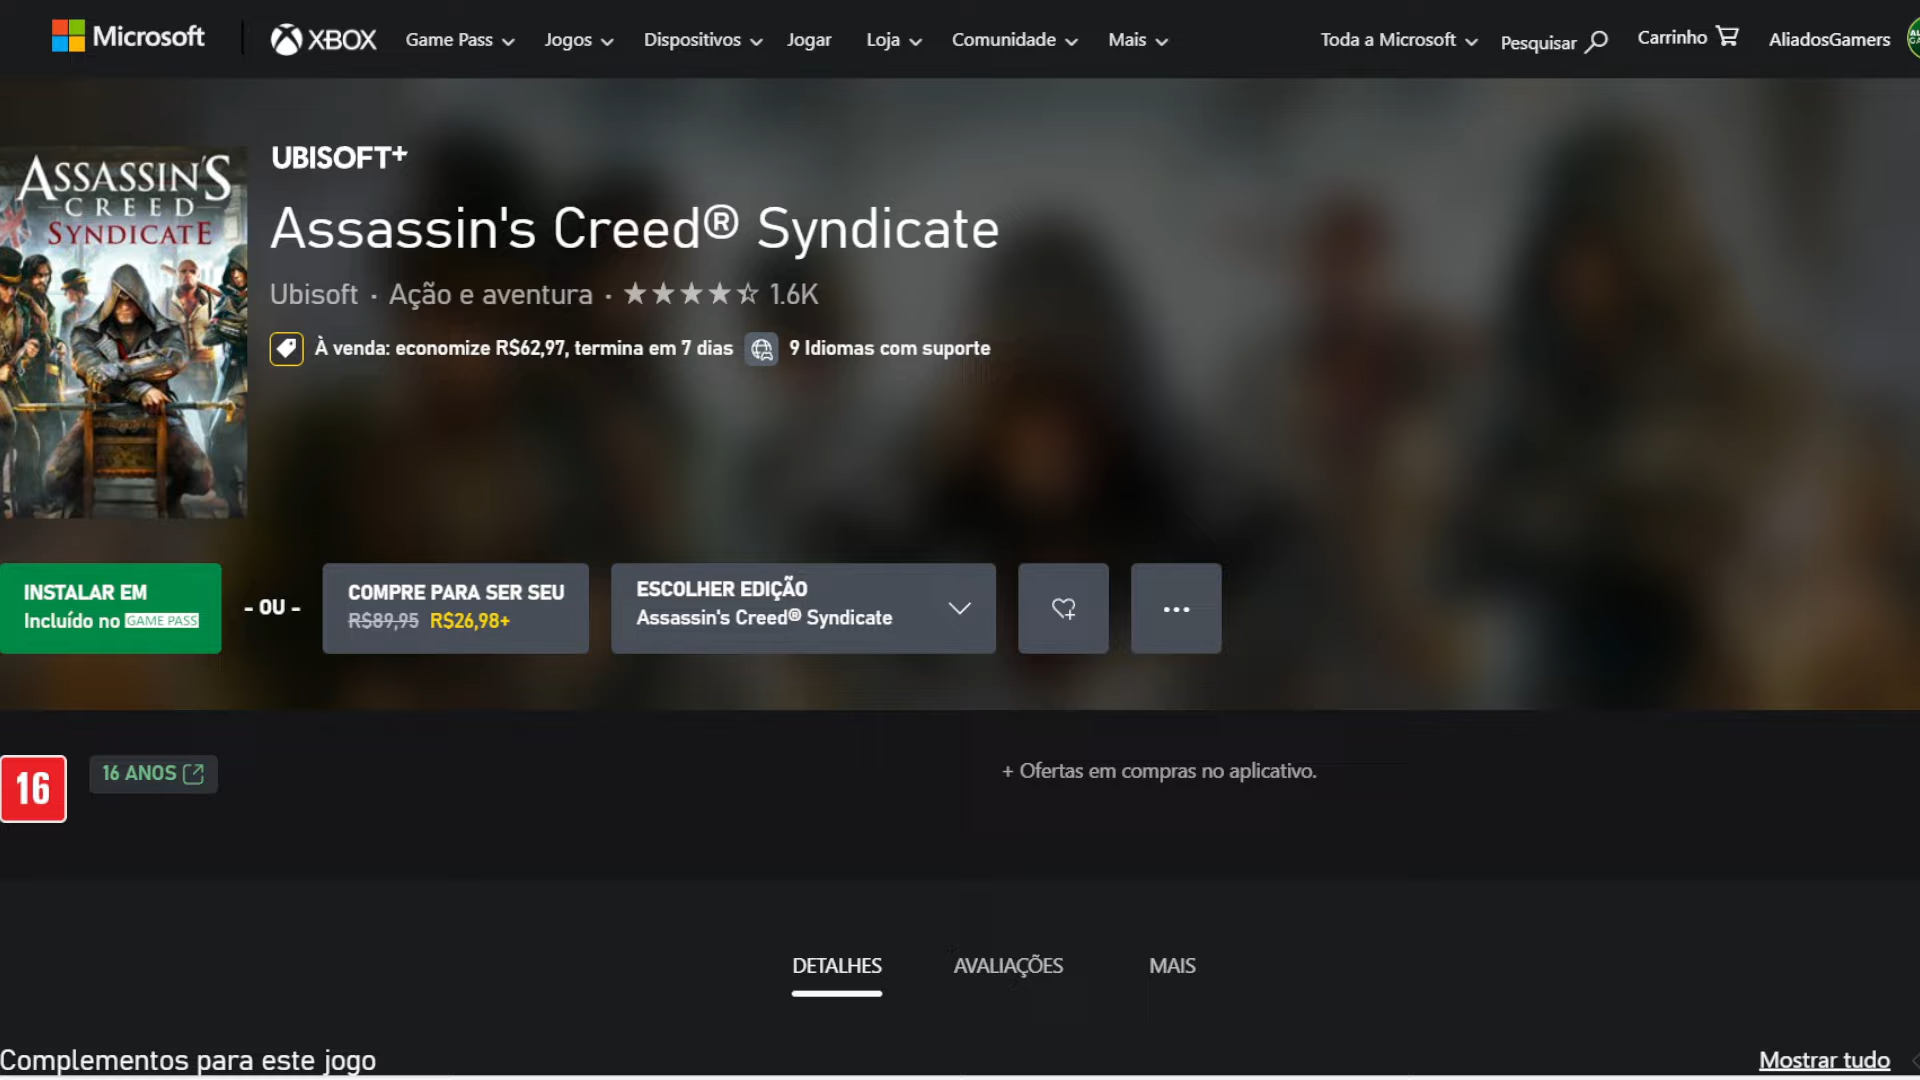 Microsoft
XBOX
Game Pass
Jogos
Dispositivos
Jogar
Loja
Comunidade
Mais
Toda a Microsoft
Pesquisar
Carrinho
AliadosGamers
ASSASSIN'S
CREED
SYNDICATE
UBISOFT+
Assassin's Creed® Syndicate
Ubisoft • Ação e aventura • ★★★★☆ 1.6K
À venda: economize R$62,97, termina em 7 dias
9 Idiomas com suporte
INSTALAR EM
Incluído no GAME PASS
- OU -
COMPRE PARA SER SEU
R$89,95 R$26,98+
ESCOLHER EDIÇÃO
Assassin's Creed® Syndicate
16
16 ANOS
+ Ofertas em compras no aplicativo.
DETALHES
AVALIAÇÕES
MAIS
Complementos para este jogo
Mostrar tudo